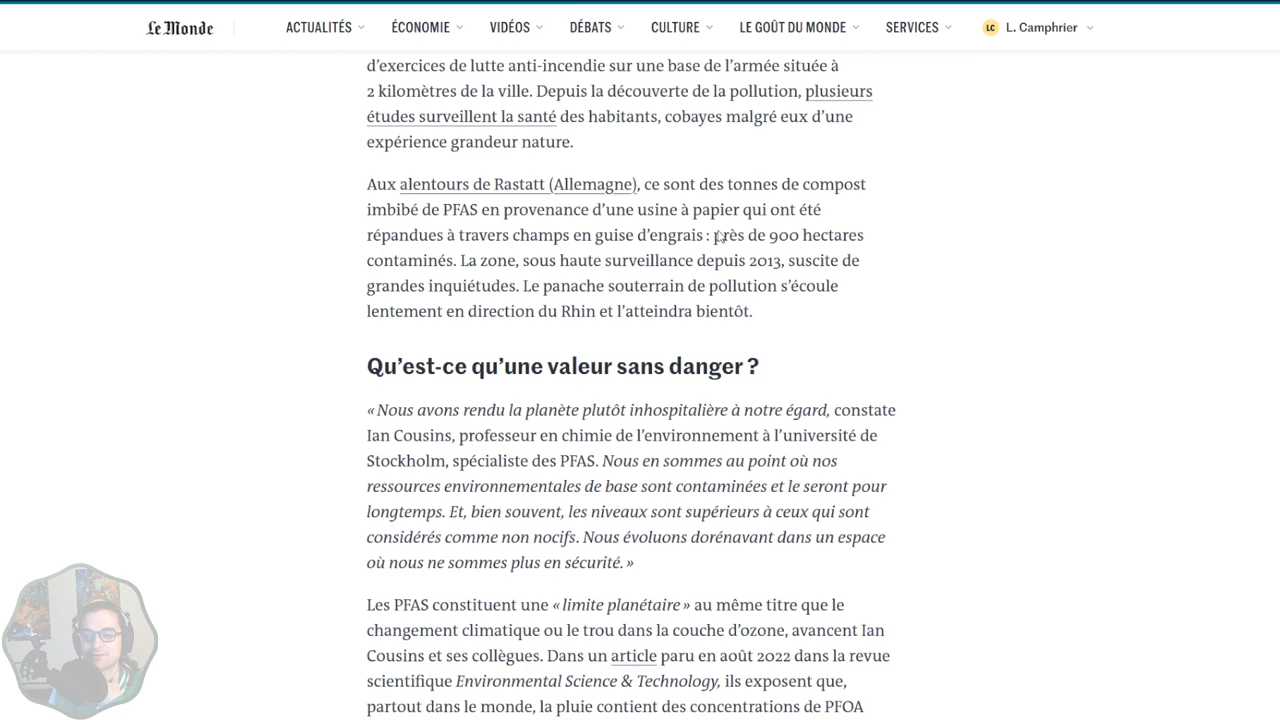 Le Monde
ACTUALITÉS
ÉCONOMIE
VIDÉOS
DÉBATS
CULTURE
LE GOÛT DU MONDE
SERVICES
LC
L. Camphrier
d’exercices de lutte anti-incendie sur une base de l’armée située à
2 kilomètres de la ville. Depuis la découverte de la pollution, plusieurs
études surveillent la santé des habitants, cobayes malgré eux d’une
expérience grandeur nature.
Aux alentours de Rastatt (Allemagne), ce sont des tonnes de compost
imbibé de PFAS en provenance d’une usine à papier qui ont été
répandues à travers champs en guise d’engrais : près de 900 hectares
contaminés. La zone, sous haute surveillance depuis 2013, suscite de
grandes inquiétudes. Le panache souterrain de pollution s’écoule
lentement en direction du Rhin et l’atteindra bientôt.
Qu’est-ce qu’une valeur sans danger ?
« Nous avons rendu la planète plutôt inhospitalière à notre égard, constate
Ian Cousins, professeur en chimie de l’environnement à l’université de
Stockholm, spécialiste des PFAS. Nous en sommes au point où nos
ressources environnementales de base sont contaminées et le seront pour
longtemps. Et, bien souvent, les niveaux sont supérieurs à ceux qui sont
considérés comme non nocifs. Nous évoluons dorénavant dans un espace
où nous ne sommes plus en sécurité. »
Les PFAS constituent une « limite planétaire » au même titre que le
changement climatique ou le trou dans la couche d’ozone, avancent Ian
Cousins et ses collègues. Dans un article paru en août 2022 dans la revue
scientifique Environmental Science & Technology, ils exposent que,
partout dans le monde, la pluie contient des concentrations de PFOA